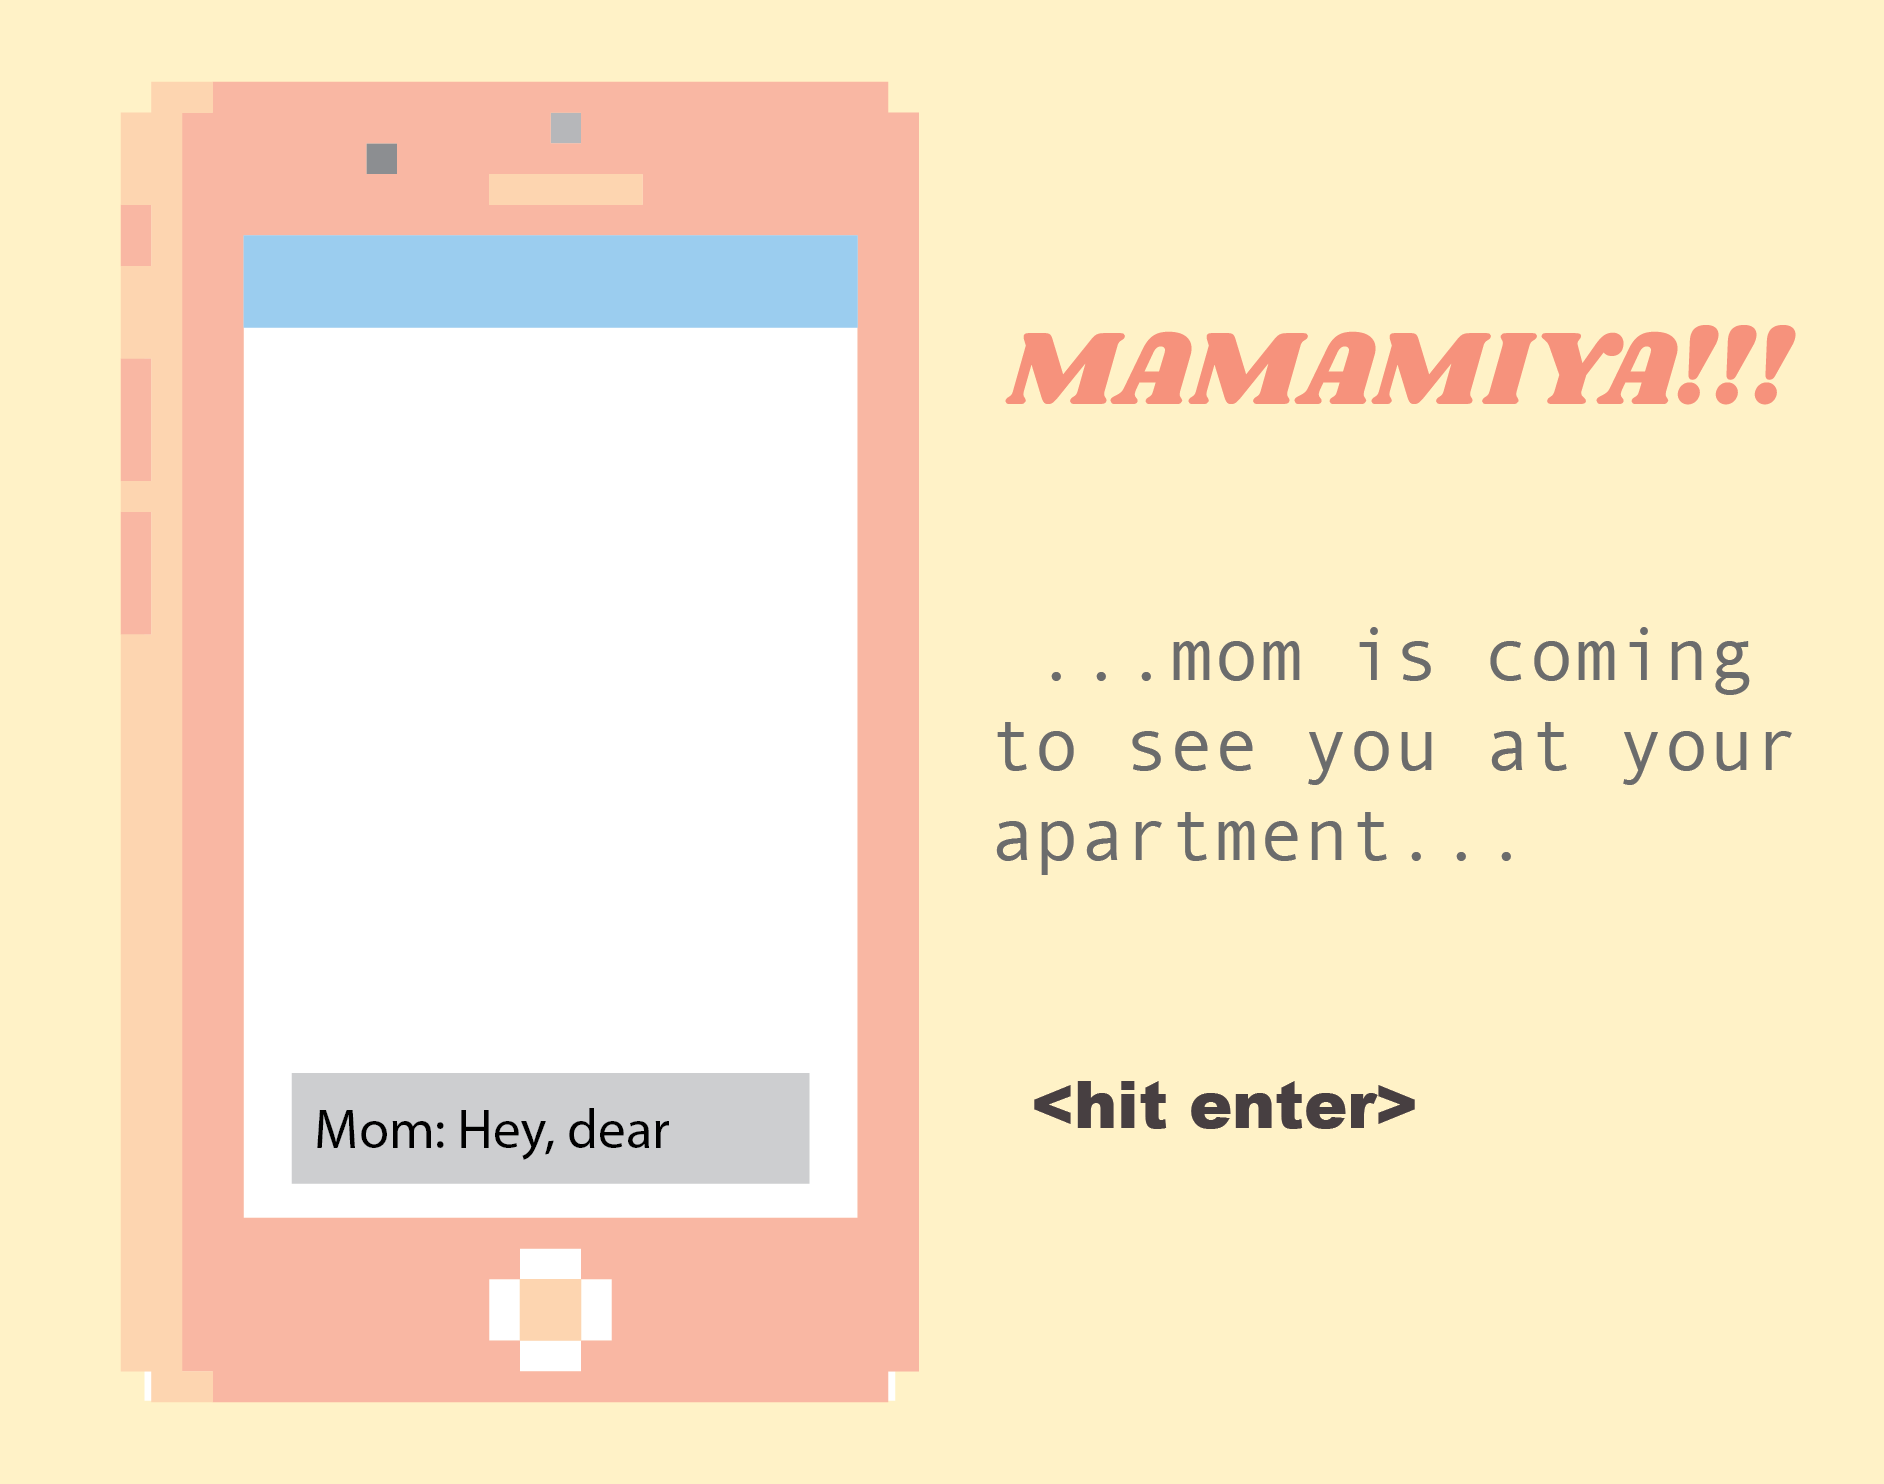 MAMAMIYA!!!
...mom is coming
to see you at your
apartment...
<hit enter>
Mom: Hey, dear